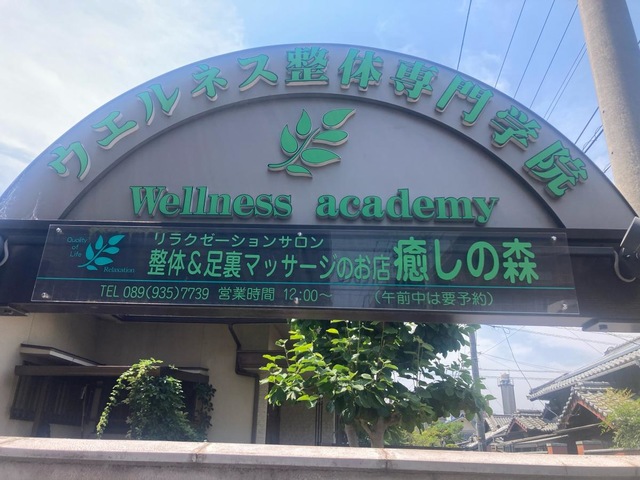 ウエルネス整体専門学院
Wellness academy
Quality
of
Life
Relaxation
リラクゼーションサロン
整体&足裏マッサージのお店 癒しの森
TEL 089(935)7739 営業時間 12:00～ (午前中は要予約)